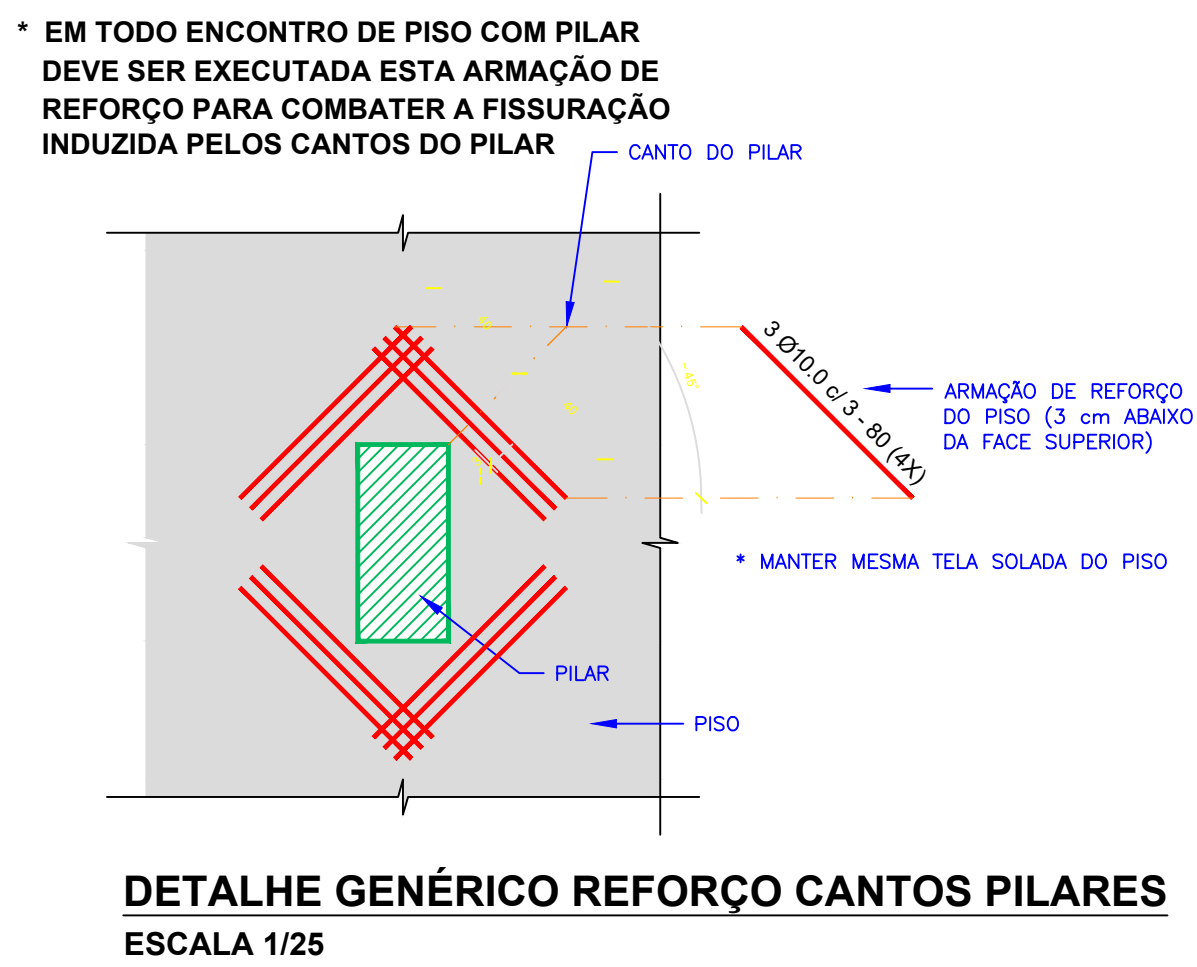 * EM TODO ENCONTRO DE PISO COM PILAR
DEVE SER EXECUTADA ESTA ARMAÇÃO DE
REFORÇO PARA COMBATER A FISSURAÇÃO
INDUZIDA PELOS CANTOS DO PILAR
CANTO DO PILAR
3 Ø10.0 c/ 3 - 80 (4X)
ARMAÇÃO DE REFORÇO
DO PISO (3 cm ABAIXO
DA FACE SUPERIOR)
* MANTER MESMA TELA SOLADA DO PISO
PILAR
PISO
DETALHE GENÉRICO REFORÇO CANTOS PILARES
ESCALA 1/25